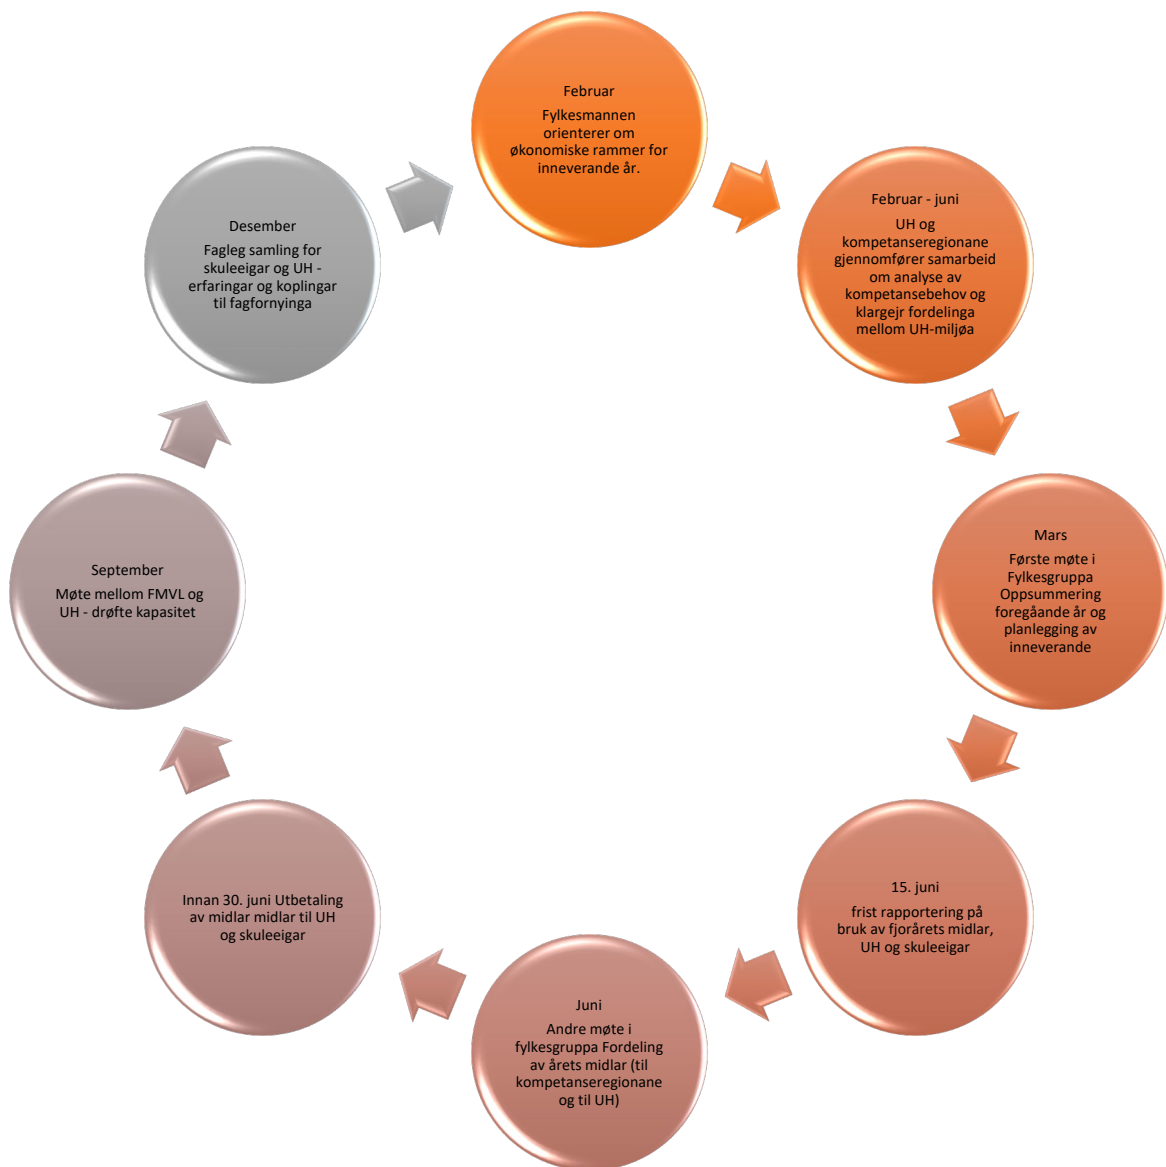 Februar
Fylkesmannen
orienterer om
økonomiske rammer for
inneverande år.
Februar - juni
UH og
kompetanseregionane
gjennomfører samarbeid
om analyse av
kompetansebehov og
klargejr fordelinga
mellom UH-miljøa
Mars
Første møte i
Fylkesgruppa
Oppsummering
foregåande år og
planlegging av
inneverande
15. juni
frist rapportering på
bruk av fjorårets midlar,
UH og skuleeigar
Juni
Andre møte i
fylkesgruppa Fordeling
av årets midlar (til
kompetanseregionane
og til UH)
Innan 30. juni Utbetaling
av midlar midlar til UH
og skuleeigar
September
Møte mellom FMVL og
UH - drøfte kapasitet
Desember
Fagleg samling for
skuleeigar og UH -
erfaringar og koplingar
til fagfornyinga